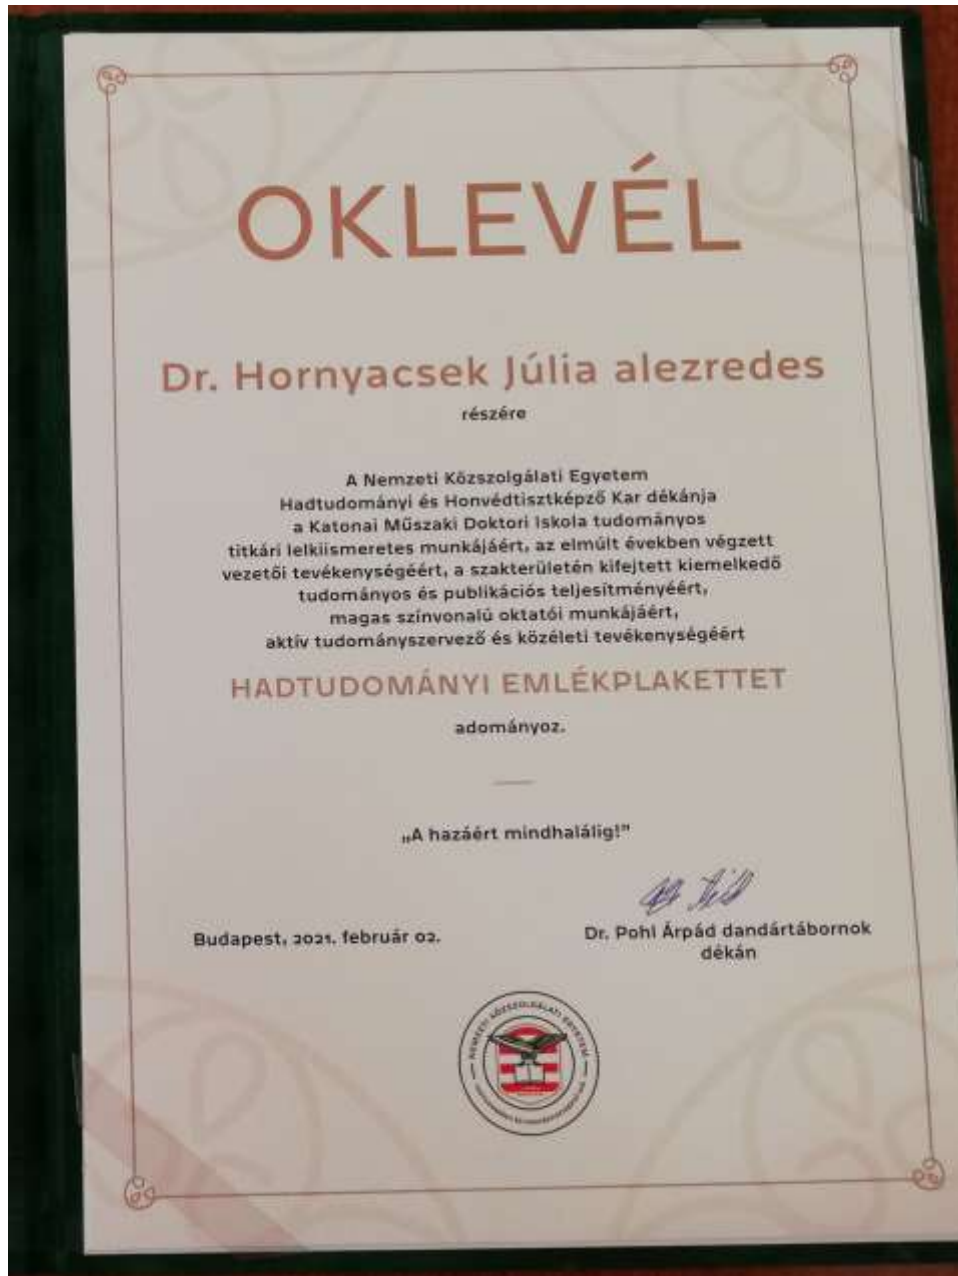 OKLEVÉL
Dr. Hornyacsek Júlia alezredes
részére
A Nemzeti Közszolgálati Egyetem
Hadtudományi és Honvédtisztképző Kar dékánja
a Katonai Műszaki Doktori Iskola tudományos
titkári lelkiismeretes munkájáért, az elmúlt években végzett
vezetői tevékenységéért, a szakterületén kifejtett kiemelkedő
tudományos és publikációs teljesítményéért,
magas színvonalú oktatói munkájáért,
aktív tudományszervező és közéleti tevékenységéért
HADTUDOMÁNYI EMLÉKPLAKETTET
adományoz.
„A hazáért mindhalálig!”
Budapest, 2021. február 02.
Dr. Pohl Árpád dandártábornok
dékán
NEMZETI KÖZSZOLGÁLATI EGYETEM